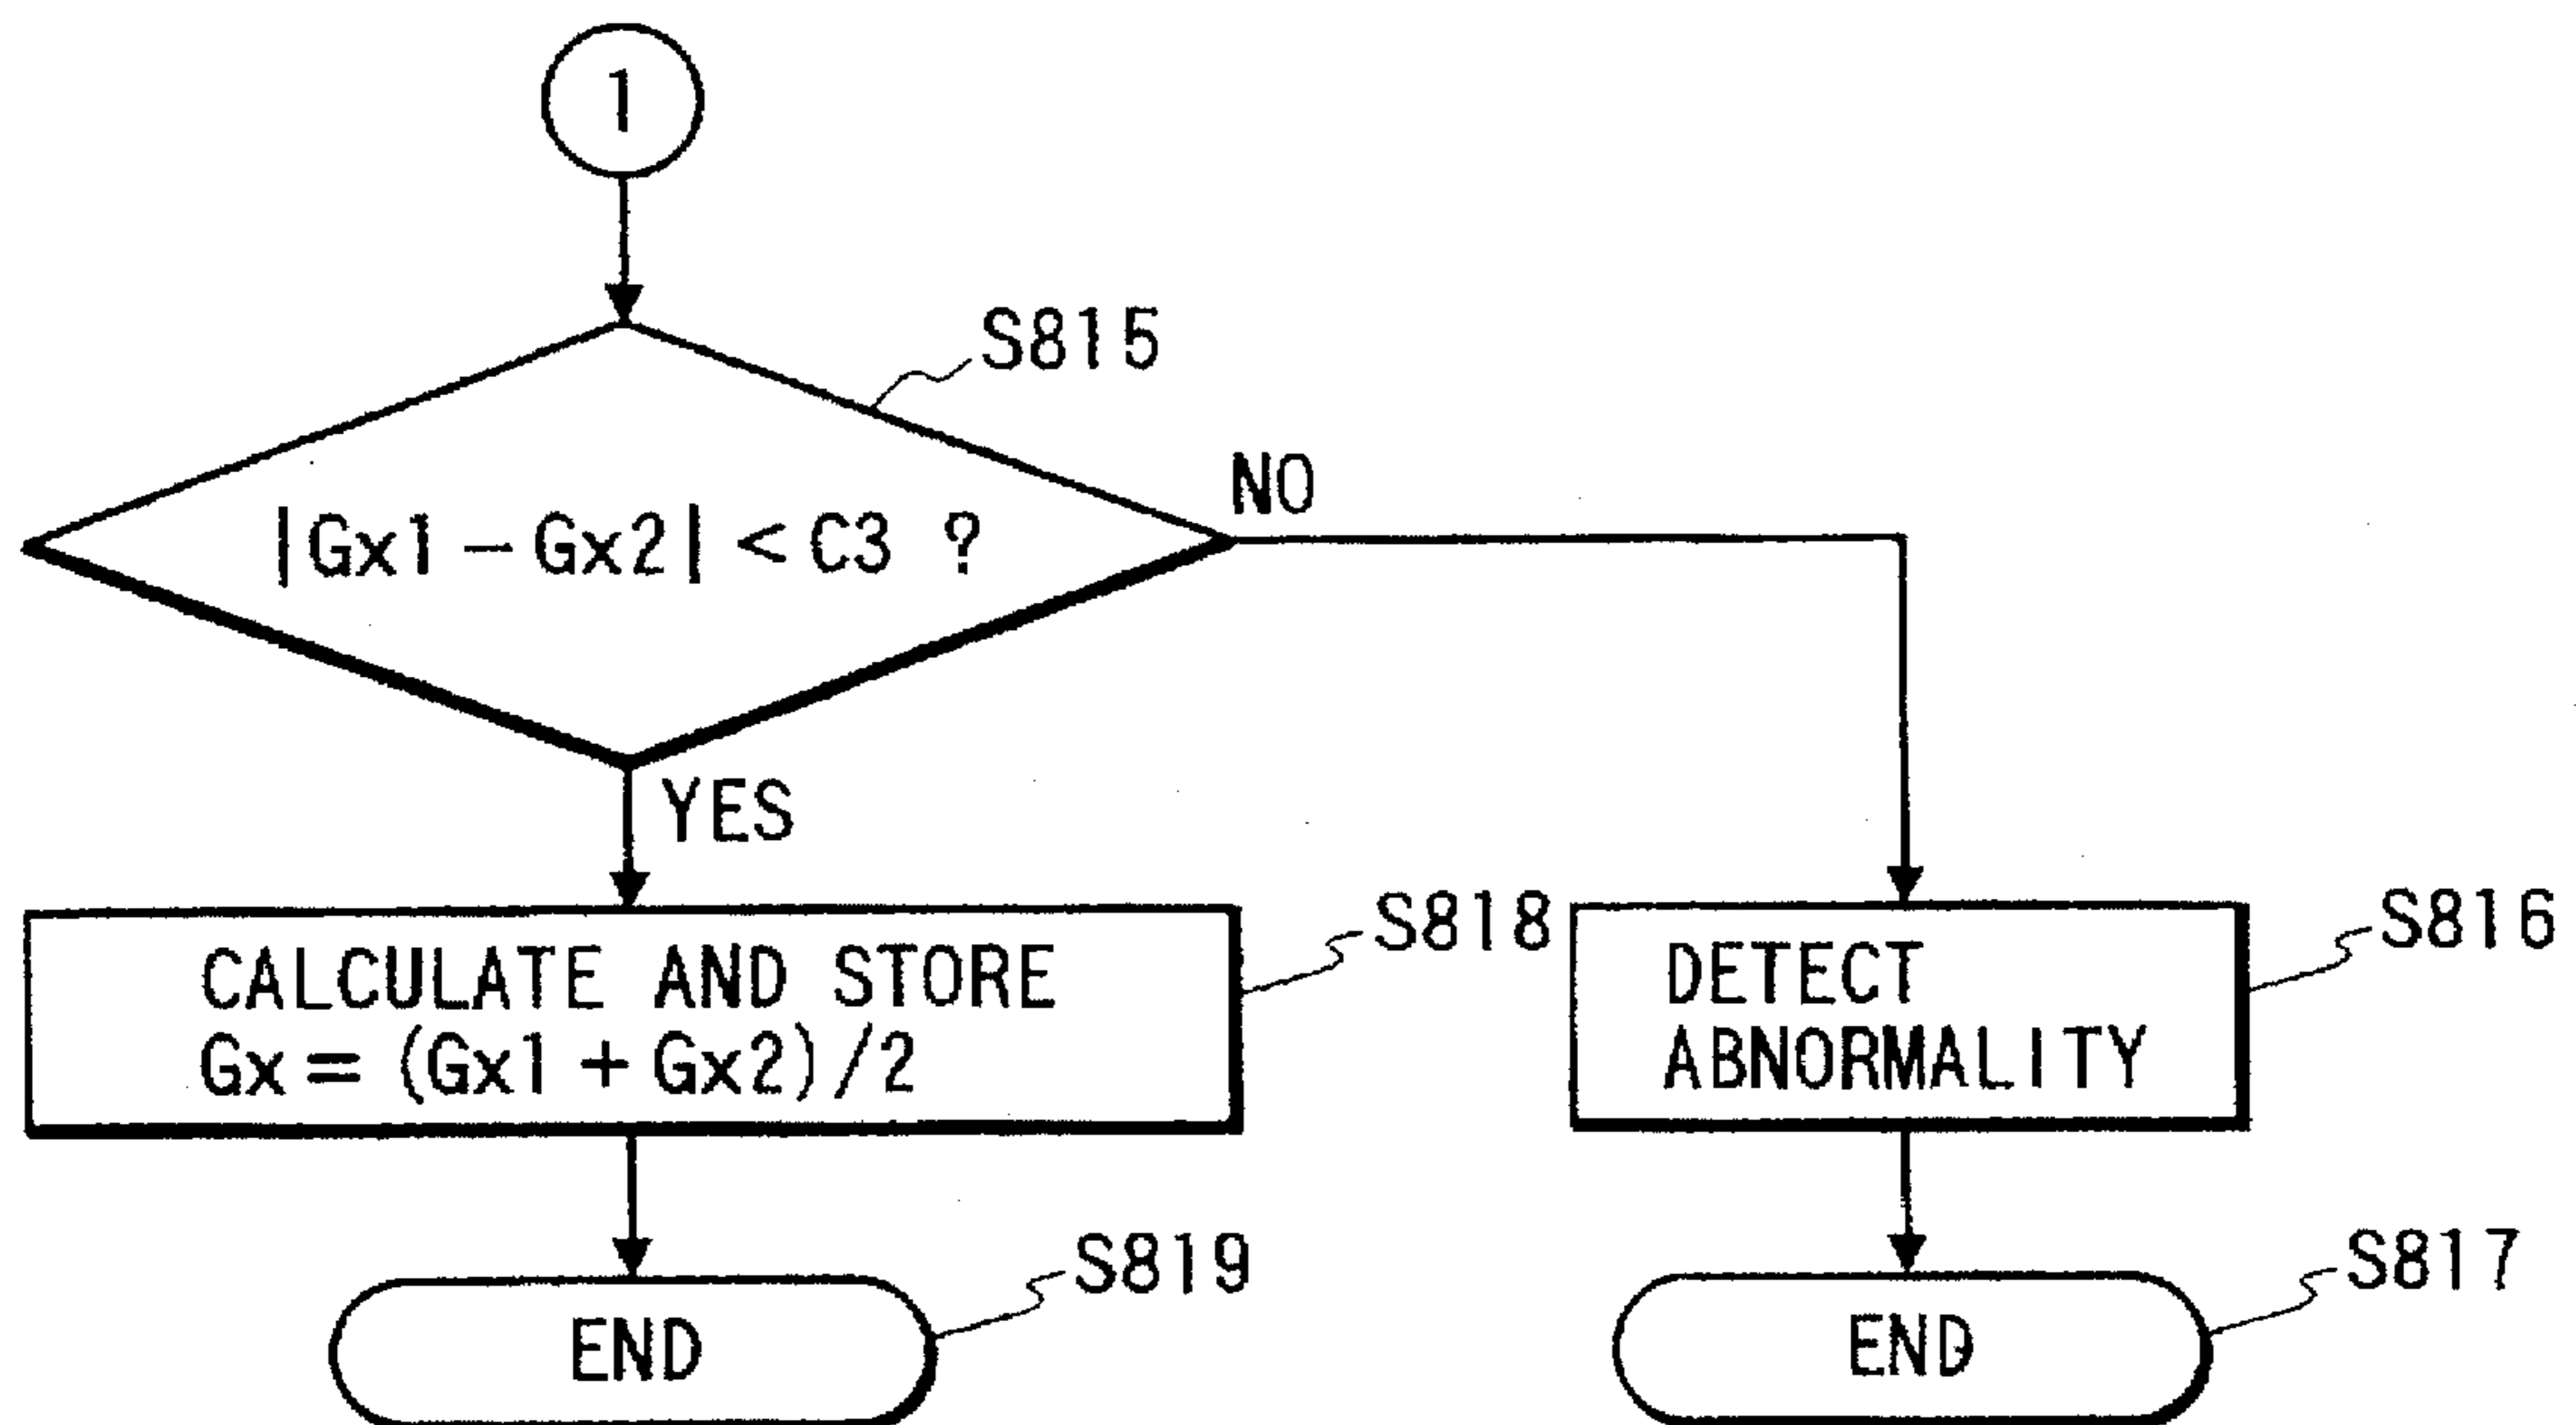 1
S815
|Gx1 − Gx2| < C3 ?
NO
YES
CALCULATE AND STORE
Gx = (Gx1 + Gx2)/2
S818
DETECT
ABNORMALITY
S816
END
S819
END
S817